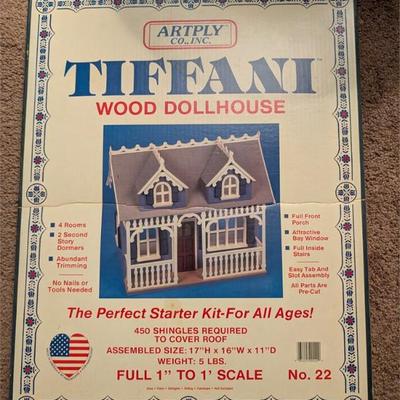 ARTPLY
CO., INC.
TIFFANI™
WOOD DOLLHOUSE
4 Rooms
2 Second
Story
Dormers
Abundant
Trimming
No Nails or
Tools Needed
Full Front
Porch
Attractive
Bay Window
Full Inside
Stairs
Easy Tab And
Slot Assembly
All Parts Are
Pre-Cut
The Perfect Starter Kit-For All Ages!
450 SHINGLES REQUIRED
TO COVER ROOF
ASSEMBLED SIZE: 17"H x 16"W x 11"D
WEIGHT: 5 LBS.
FULL 1" TO 1' SCALE
No. 22